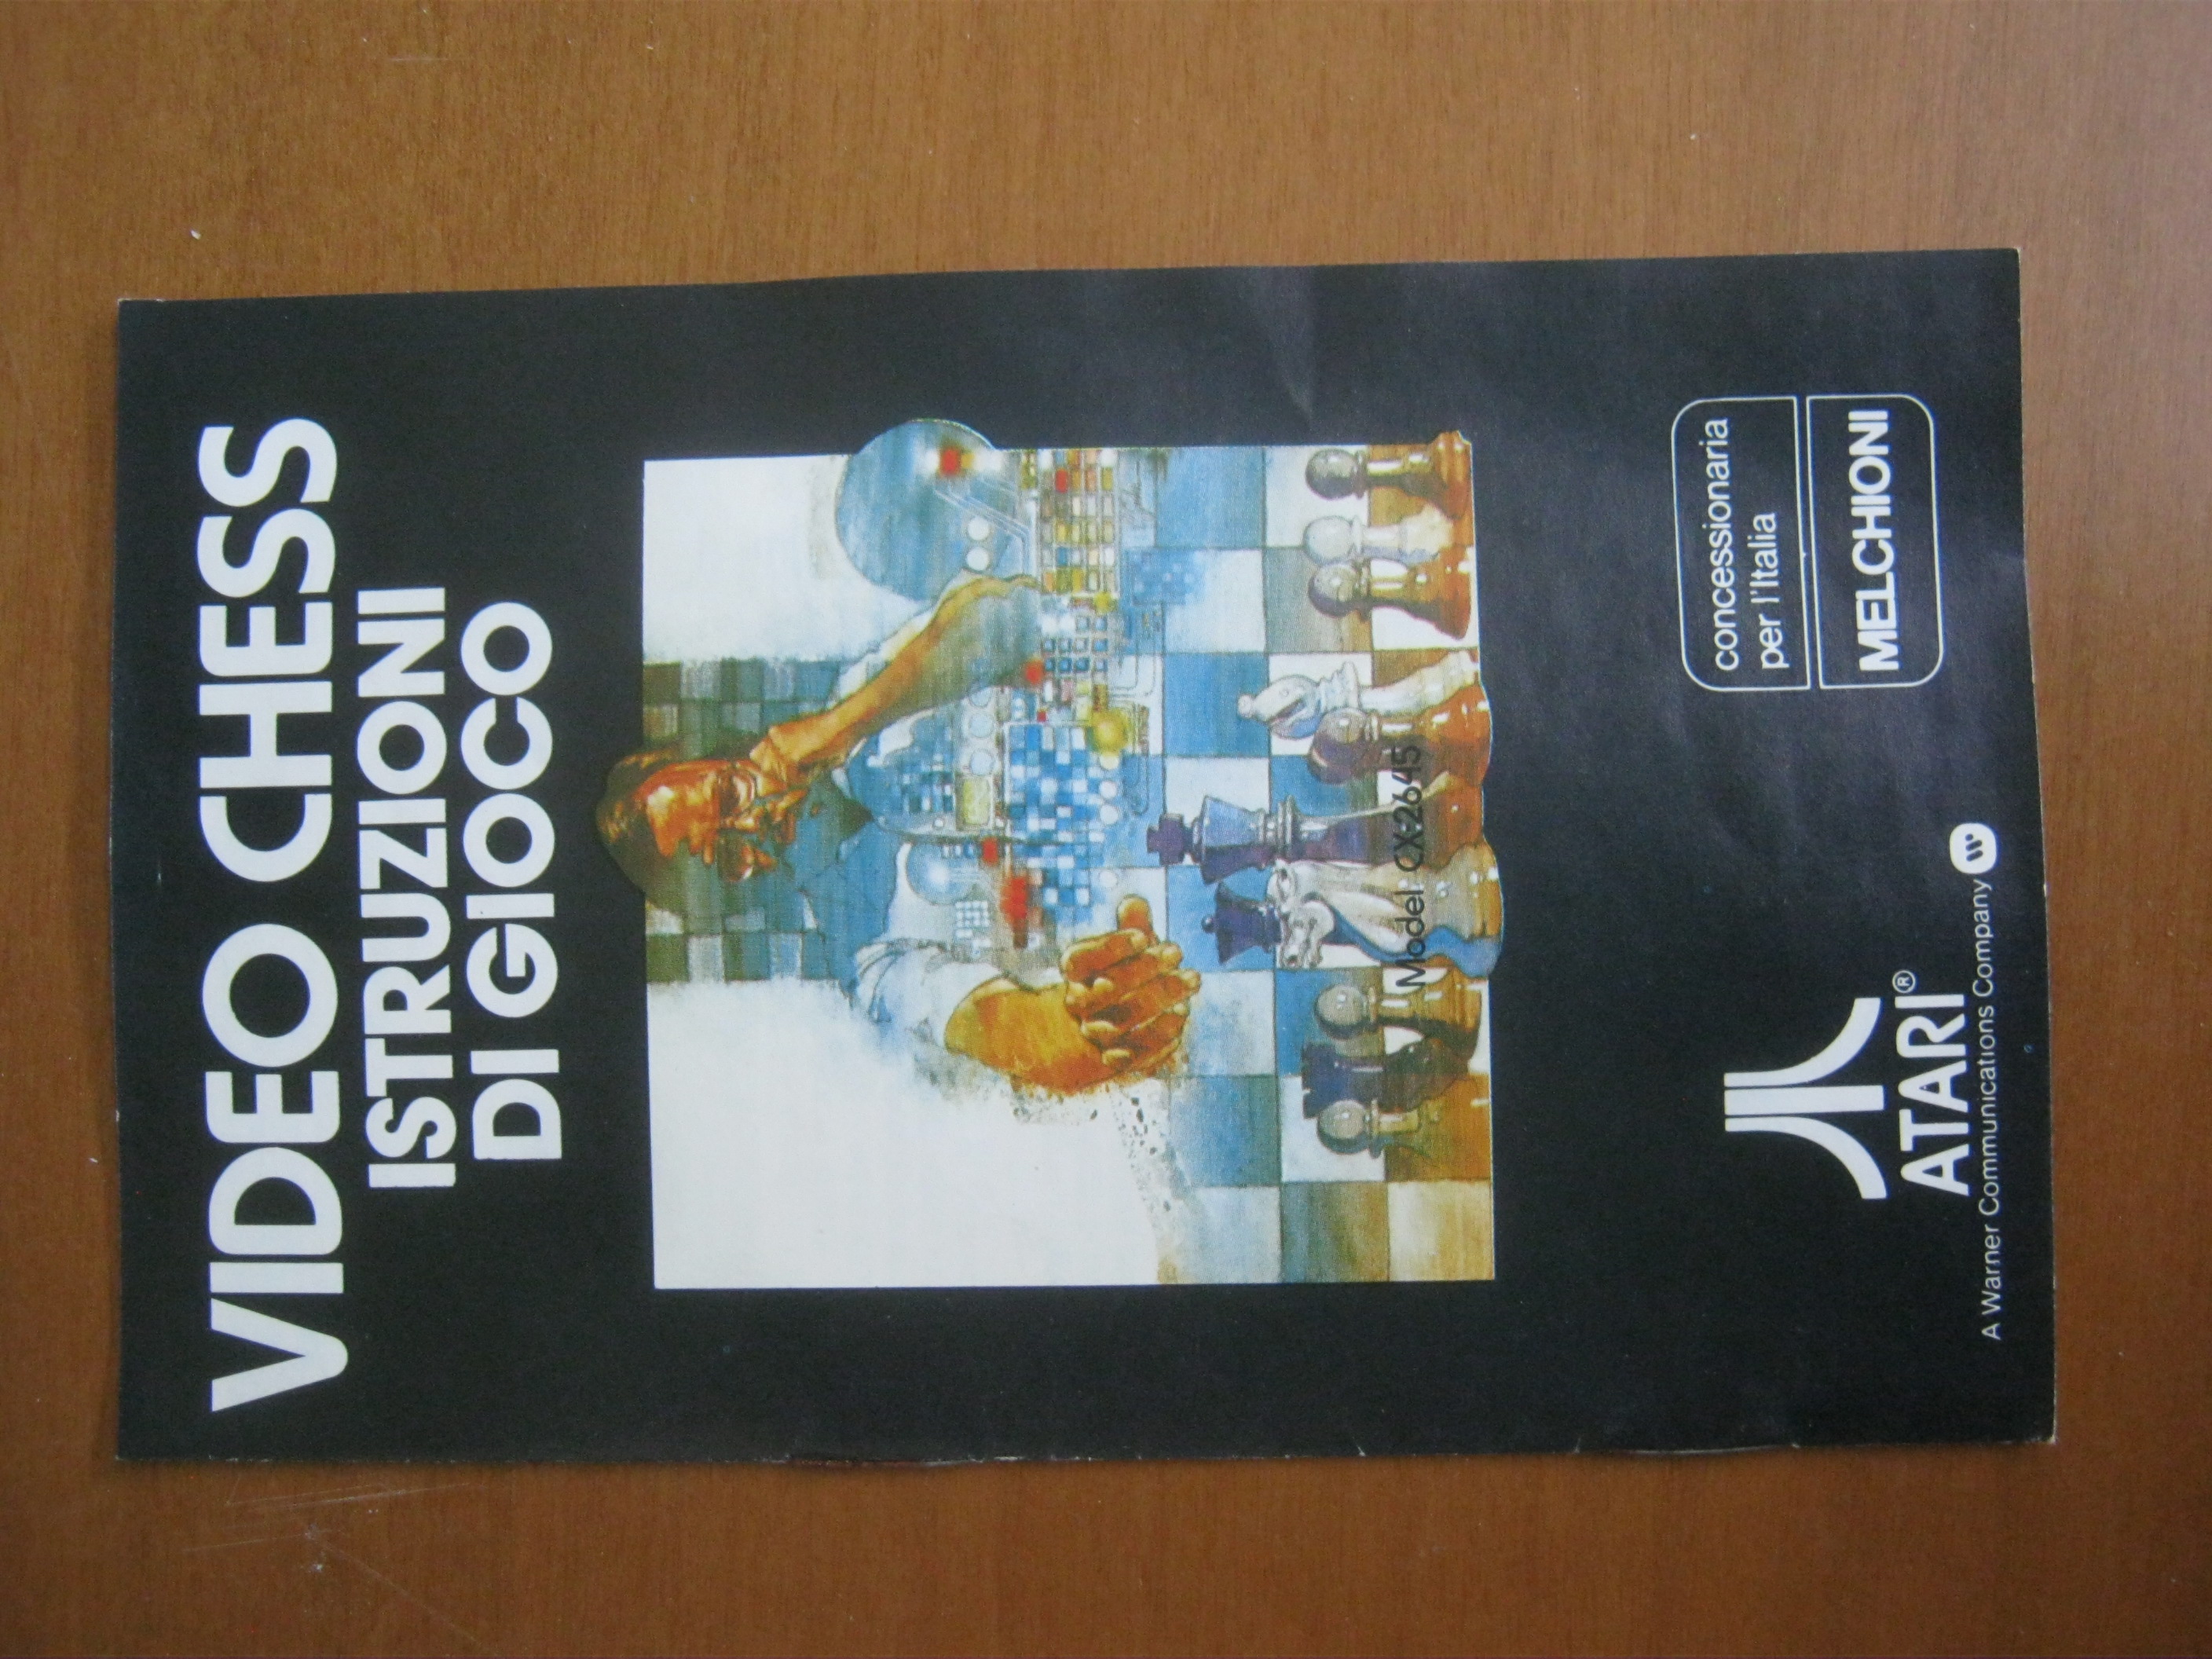 VIDEO CHESS
ISTRUZIONI
DI GIOCO
Model CX2645
ATARI®
A Warner Communications Company
concessionaria
per l'Italia
MELCHIONI